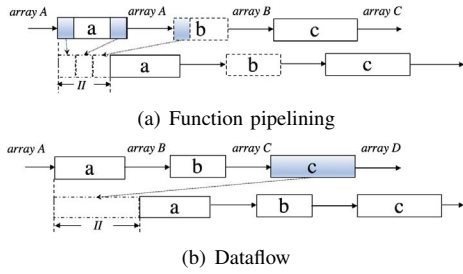 array A array A array B array C
a b c
a b c
II
(a) Function pipelining
array A array B array C array D
a b c
a b c
II
(b) Dataflow